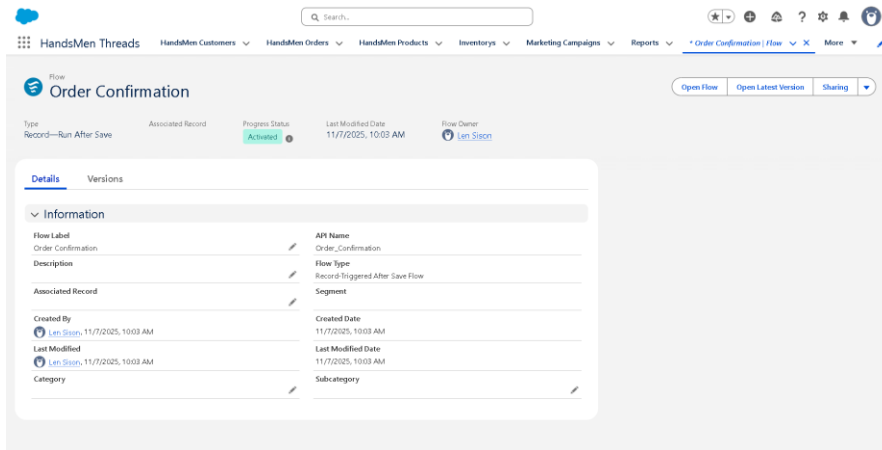 Search...
HandsMen Threads
HandsMen Customers
HandsMen Orders
HandsMen Products
Inventorys
Marketing Campaigns
Reports
* Order Confirmation | Flow
More
Flow
Order Confirmation
Open Flow
Open Latest Version
Sharing
Type
Associated Record
Progress Status
Last Modified Date
Flow Owner
Record—Run After Save
Activated
11/7/2025, 10:03 AM
Len Sison
Details
Versions
Information
Flow Label
API Name
Order Confirmation
Order_Confirmation
Description
Flow Type
Record-Triggered After Save Flow
Associated Record
Segment
Created By
Created Date
Len Sison, 11/7/2025, 10:03 AM
11/7/2025, 10:03 AM
Last Modified
Last Modified Date
Len Sison, 11/7/2025, 10:03 AM
11/7/2025, 10:03 AM
Category
Subcategory